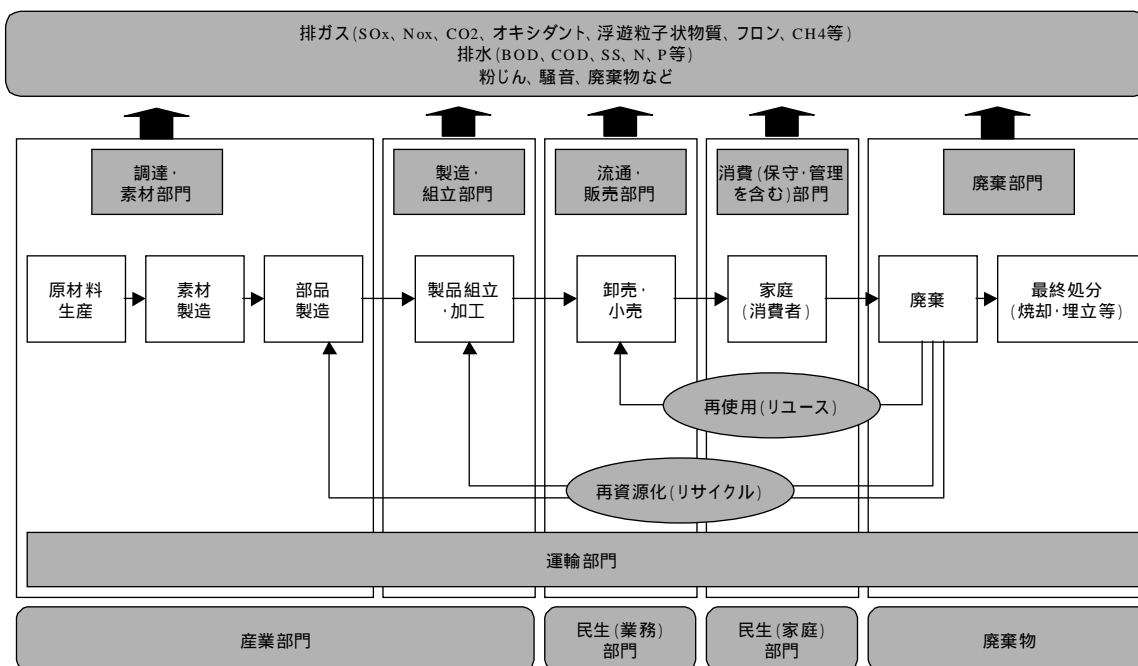 排ガス(SOx、Nox、CO2、オキシダント、浮遊粒子状物質、フロン、CH4等)
排水(BOD、COD、SS、N、P等)
粉じん、騒音、廃棄物など
調達・
素材部門
製造・
組立部門
流通・
販売部門
消費(保守・管理
を含む)部門
廃棄部門
原材料
生産
素材
製造
部品
製造
製品組立
・加工
卸売・
小売
家庭
(消費者)
廃棄
最終処分
(焼却・埋立等)
再使用(リユース)
再資源化(リサイクル)
運輸部門
産業部門
民生(業務)
部門
民生(家庭)
部門
廃棄物